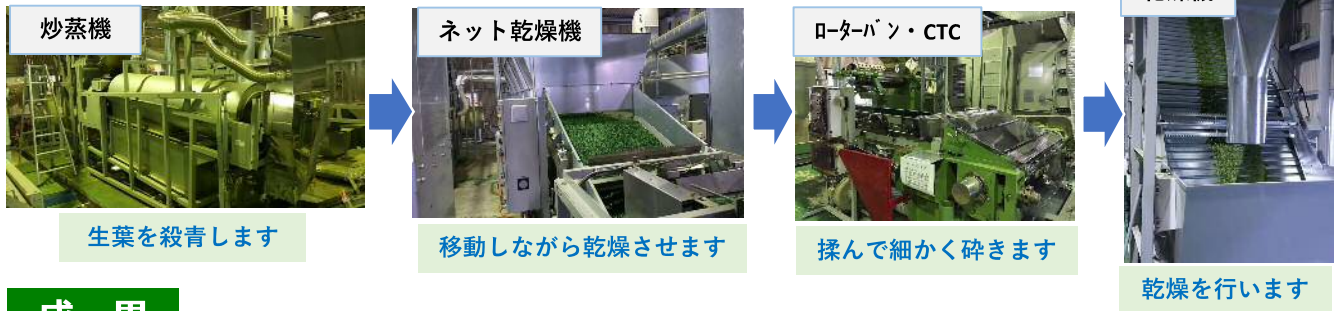 炒蒸機
ネット乾燥機
ﾛｰﾀｰﾊﾞﾝ・CTC
生葉を殺青します
移動しながら乾燥させます
揉んで細かく砕きます
乾燥を行います